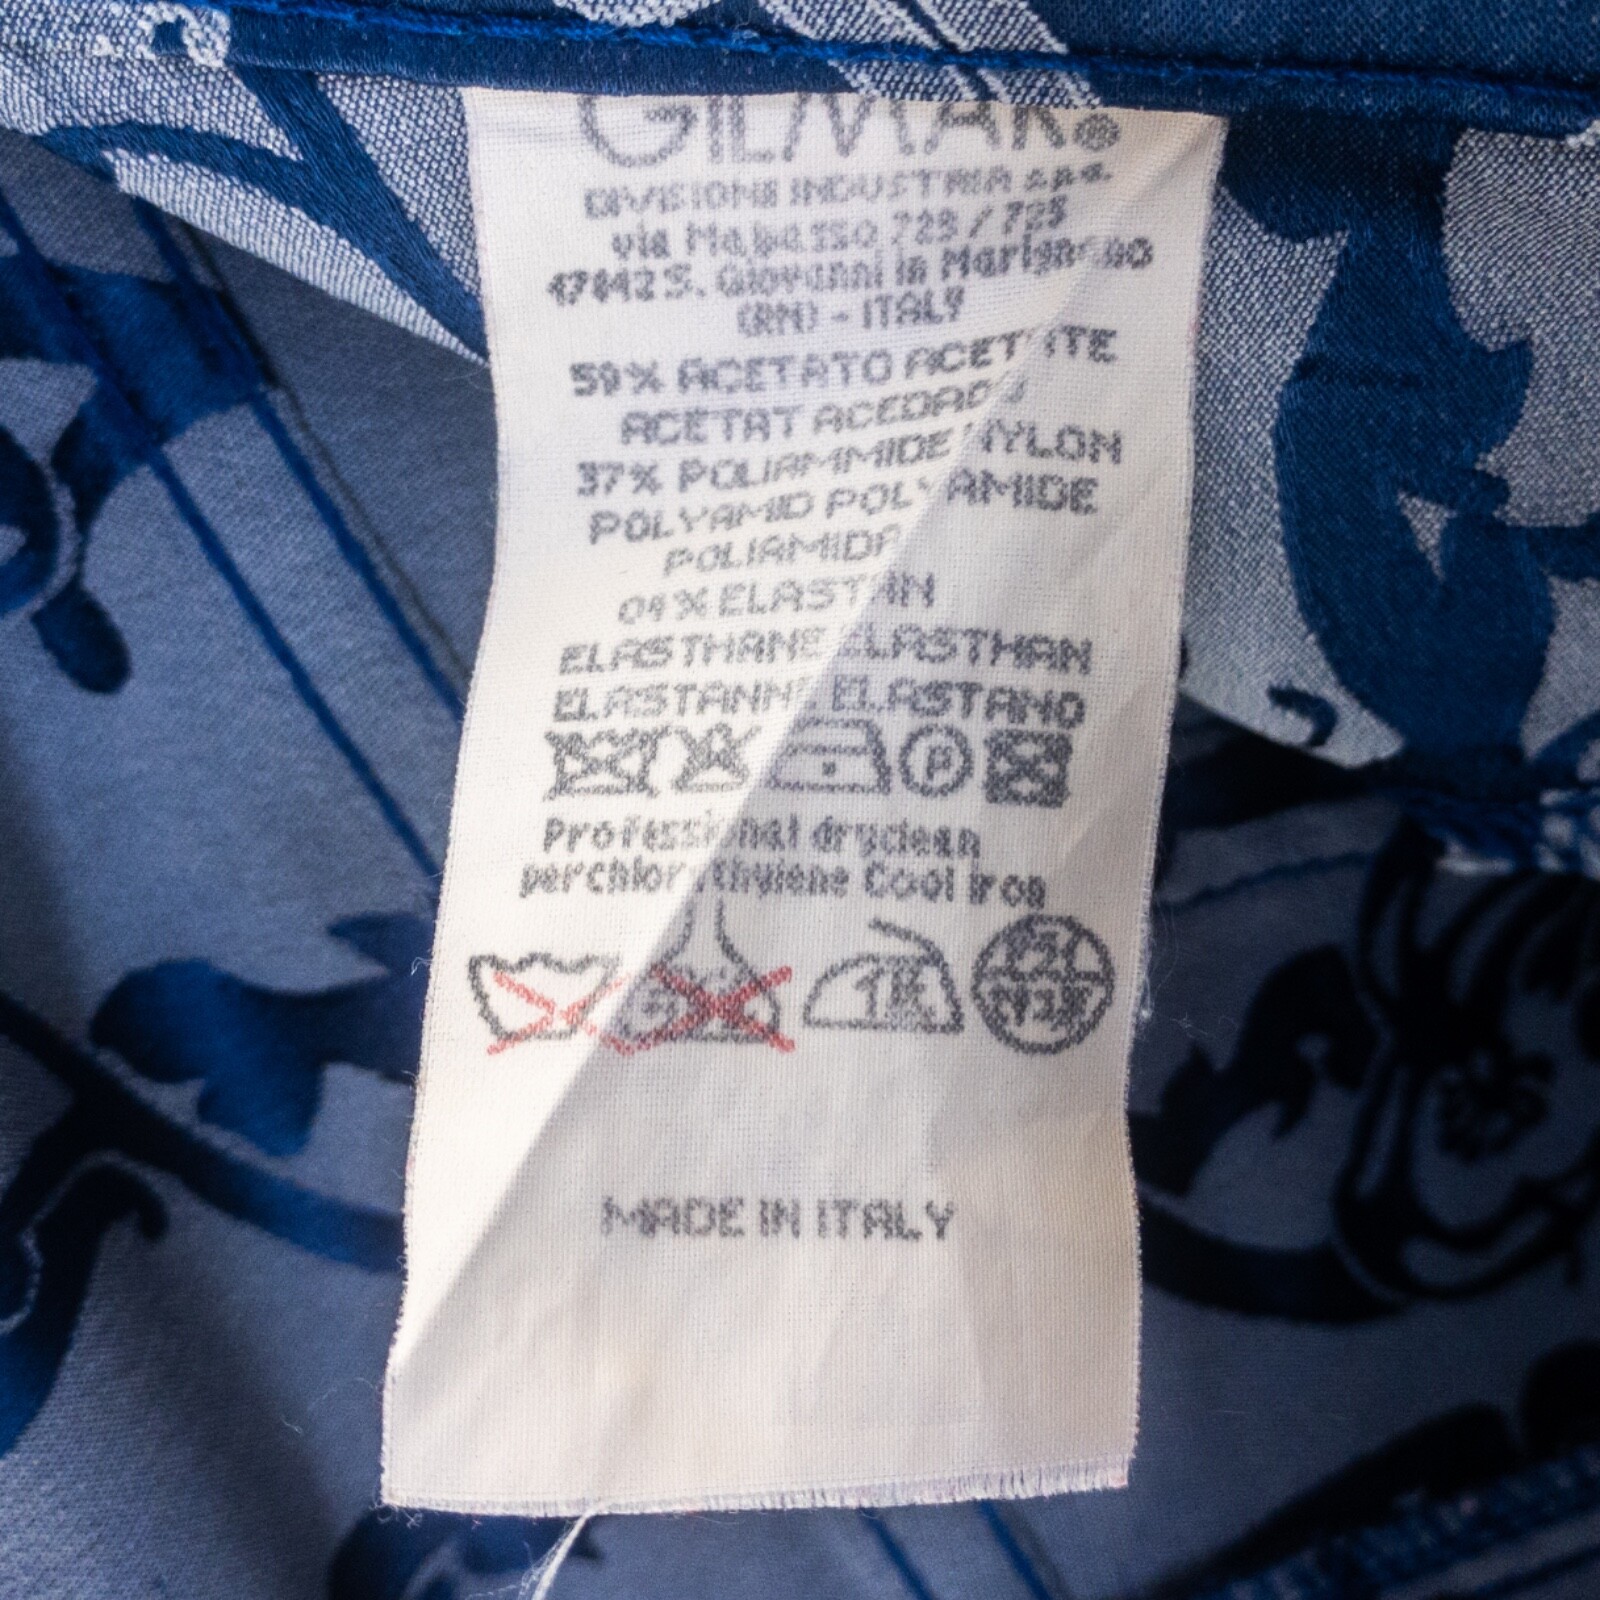 GILMAR®
DIVISIONE INDUSTRIA s.p.a.
via Malpasso 723 / 725
47842 S. Giovanni in Marignano
(RN) - ITALY
59% ACETATO ACETATE
ACETAT ACEDADO
37% POLIAMMIDE NYLON
POLYAMID POLYAMIDE
POLIAMIDA
04% ELASTAN
ELASTHANE ELASTHAN
ELASTANNE ELASTANO
P
Professional dryclean
perchlorethylene Cool Iron
MADE IN ITALY